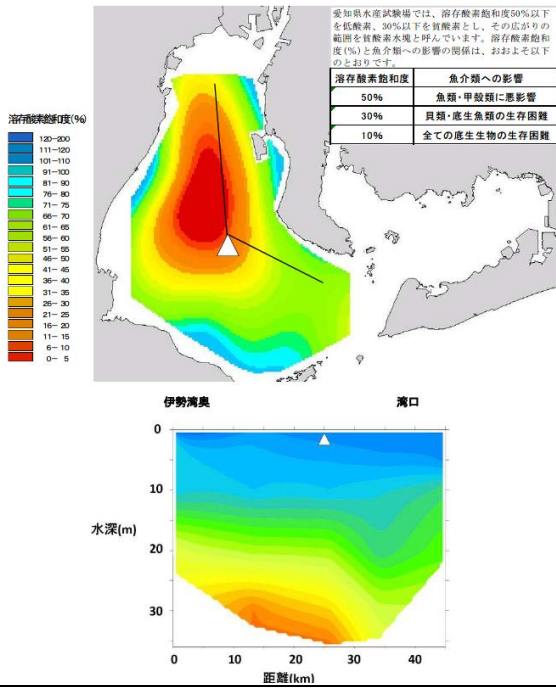 愛知県水産試験場では、溶存酸素飽和度50%以下
を低酸素、30%以下を貧酸素とし、その広がりの
範囲を貧酸素水塊と呼んでいます。溶存酸素飽和
度(%)と魚介類への影響の関係は、おおよそ以下
のとおりです。
溶存酸素飽和度 魚介類への影響
50% 魚類・甲殻類に悪影響
30% 貝類・底生魚類の生存困難
10% 全ての底生生物の生存困難
溶存酸素飽和度(%)
120-200
111-120
101-110
91-100
81- 90
76- 80
71- 75
66- 70
61- 65
56- 60
51- 55
46- 50
41- 45
36- 40
31- 35
26- 30
21- 25
16- 20
11- 15
6- 10
0- 5
伊勢湾奥 湾口
0
10
20
30
水深(m)
0 10 20 30 40
距離(km)